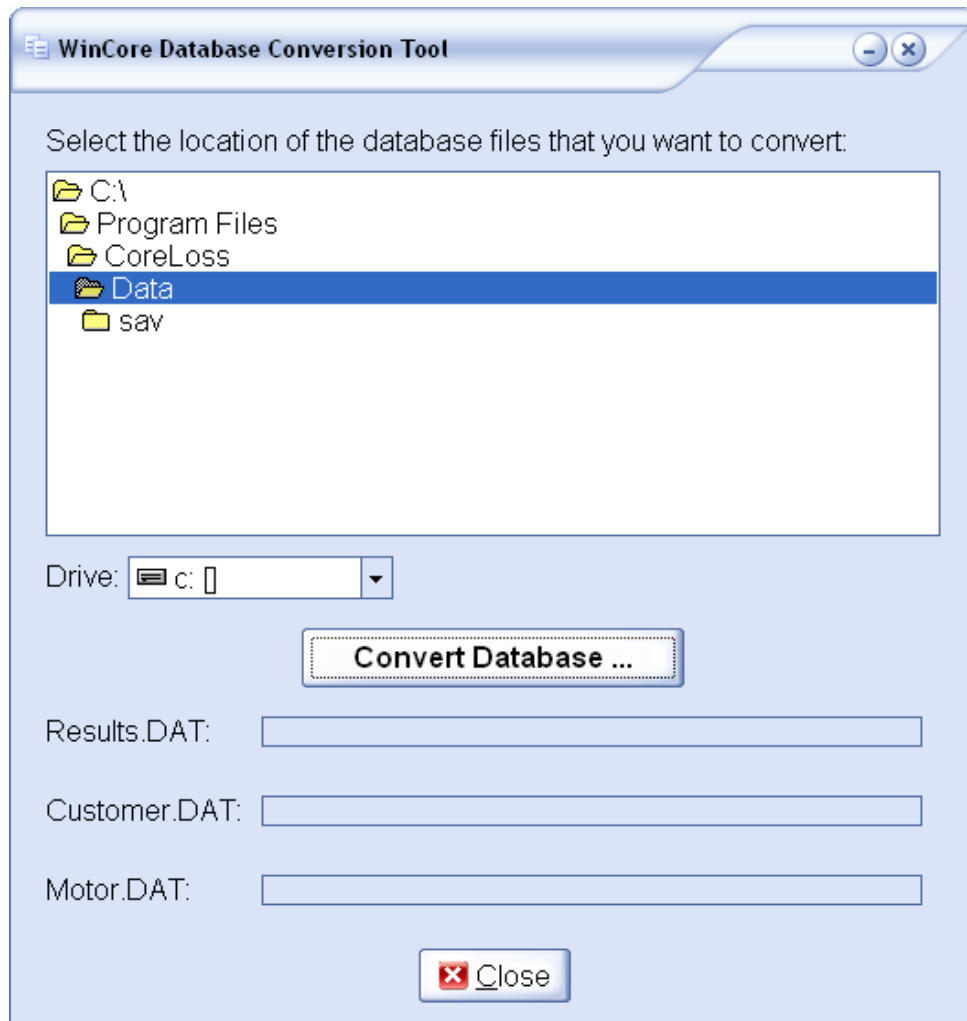 WinCore Database Conversion Tool
Select the location of the database files that you want to convert:
C:\
Program Files
CoreLoss
Data
sav
Drive: c: []
Convert Database ...
Results.DAT:
Customer.DAT:
Motor.DAT:
Close